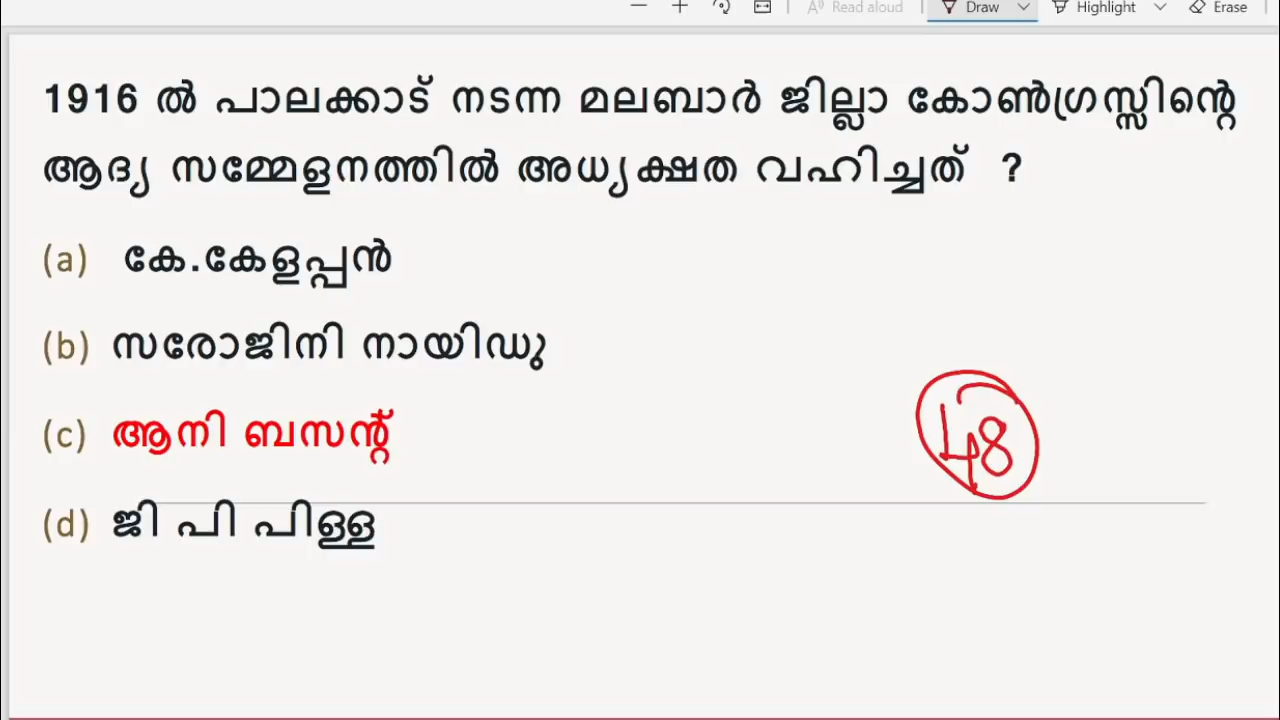 Read aloud Draw Highlight Erase
1916 ൽ പാലക്കാട് നടന്ന മലബാർ ജില്ലാ കോൺഗ്രസ്സിന്റെ
ആദ്യ സമ്മേളനത്തിൽ അധ്യക്ഷത വഹിച്ചത് ?
(a) കേ.കേളപ്പൻ
(b) സരോജിനി നായിഡു
(c) ആനി ബസന്റ്
48
(d) ജി പി പിള്ള